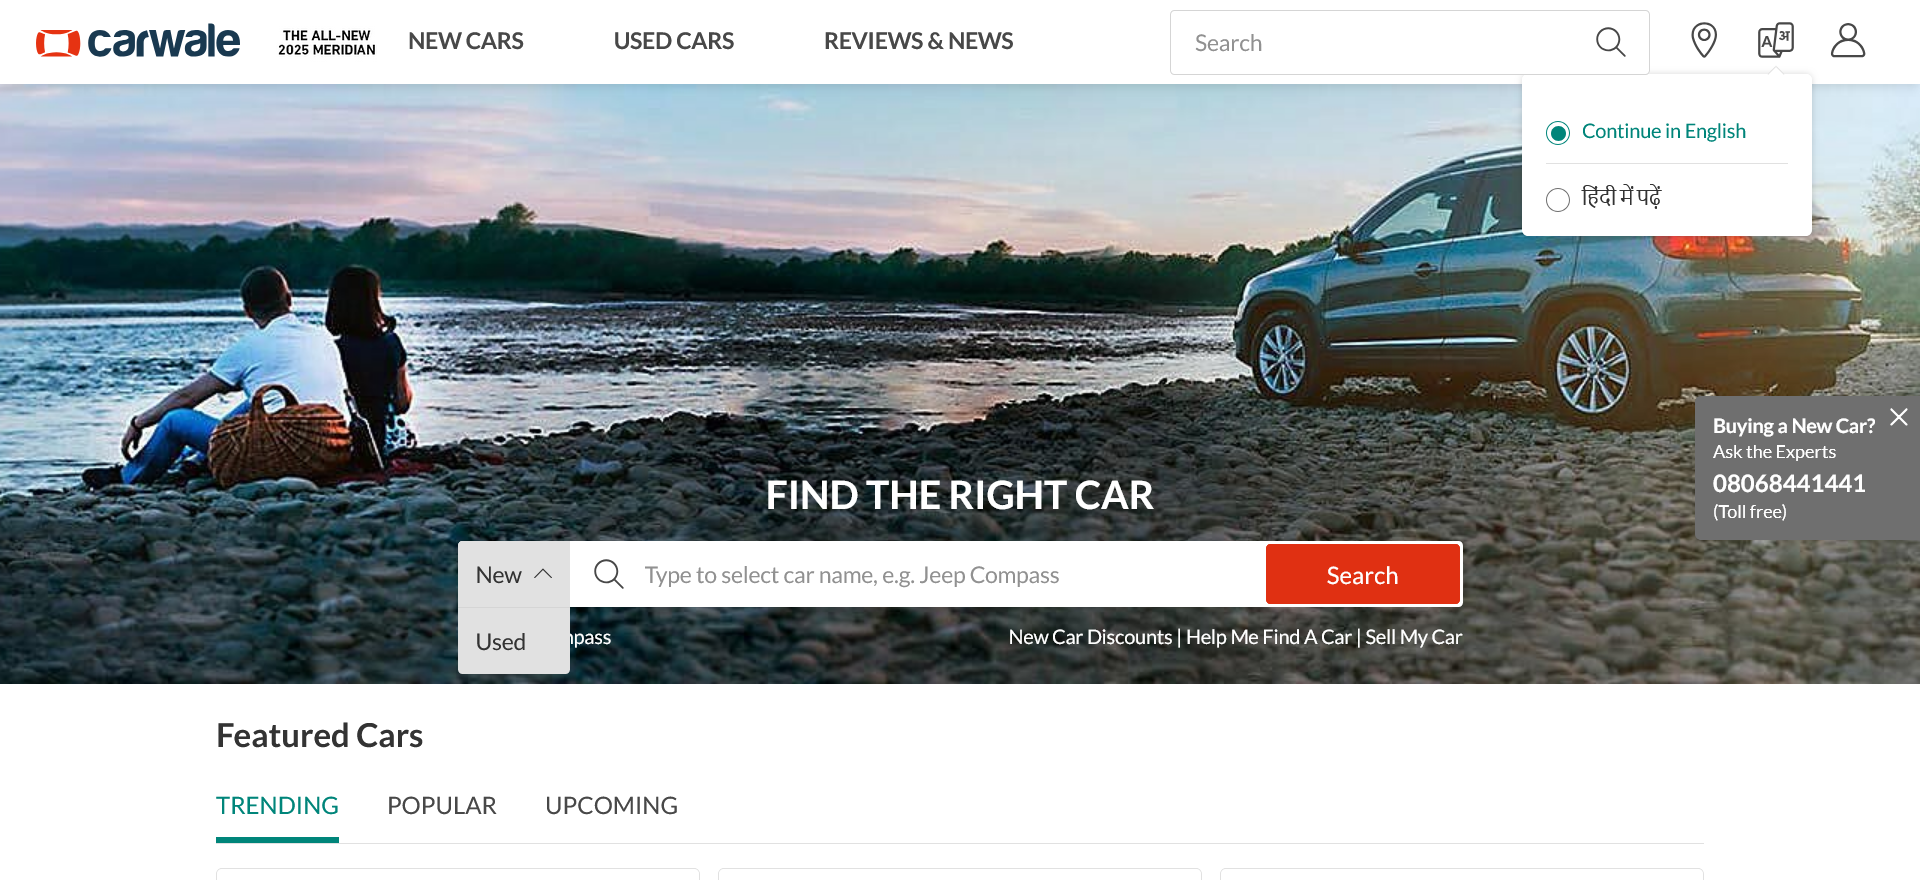 carwale
THE ALL-NEW
2025 MERIDIAN
NEW CARS
USED CARS
REVIEWS & NEWS
Search
A अ
Continue in English
हिंदी में पढ़ें
Buying a New Car?
Ask the Experts
08068441441
(Toll free)
FIND THE RIGHT CAR
New
Type to select car name, e.g. Jeep Compass
Search
Used
New Car Discounts | Help Me Find A Car | Sell My Car
Featured Cars
TRENDING
POPULAR
UPCOMING